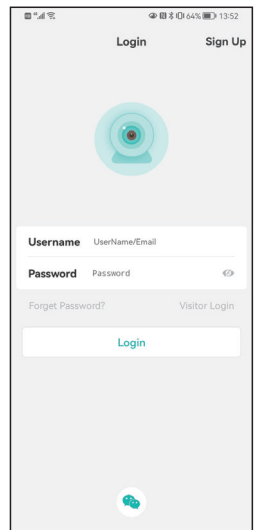 64% 13:52
Login Sign Up
Username UserName/Email
Password Password
Forget Password? Visitor Login
Login